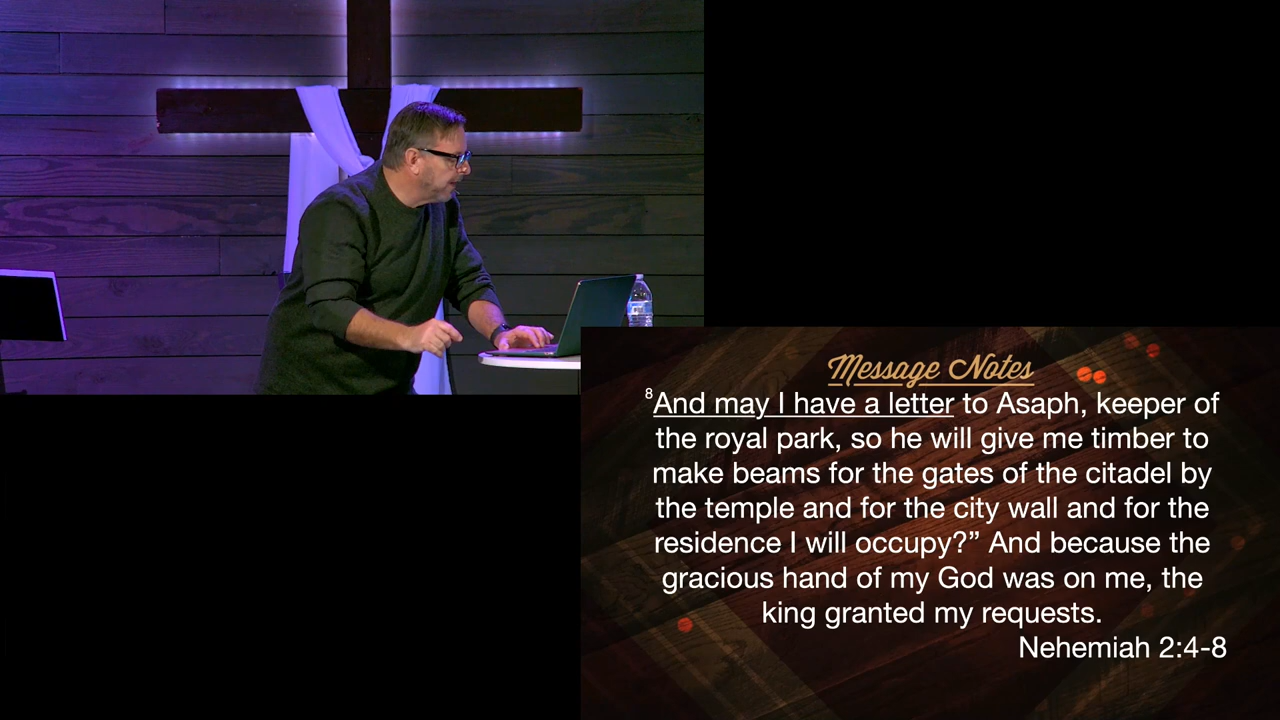 Message Notes
⁸And may I have a letter to Asaph, keeper of
the royal park, so he will give me timber to
make beams for the gates of the citadel by
the temple and for the city wall and for the
residence I will occupy?” And because the
gracious hand of my God was on me, the
king granted my requests.
Nehemiah 2:4-8